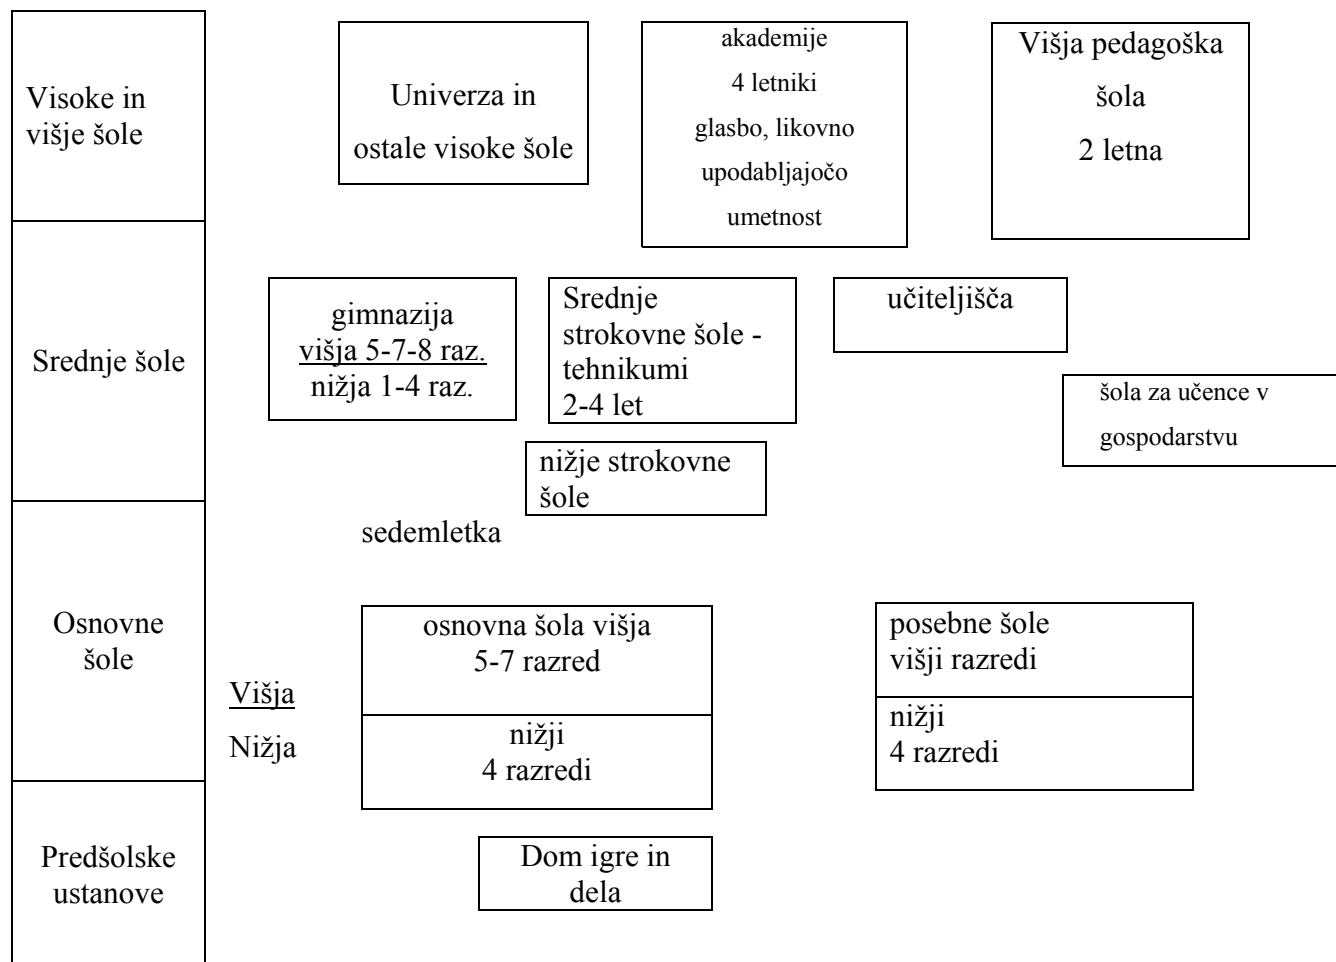 Visoke in
višje šole
Univerza in
ostale visoke šole
akademije
4 letniki
glasbo, likovno
upodabljajočo
umetnost
Višja pedagoška
šola
2 letna
Srednje šole
gimnazija
višja 5-7-8 raz.
nižja 1-4 raz.
Srednje
strokovne šole -
tehnikumi
2-4 let
učiteljišča
šola za učence v
gospodarstvu
nižje strokovne
šole
sedemletka
Osnovne
šole
Višja
Nižja
osnovna šola višja
5-7 razred
nižji
4 razredi
posebne šole
višji razredi
nižji
4 razredi
Predšolske
ustanove
Dom igre in
dela